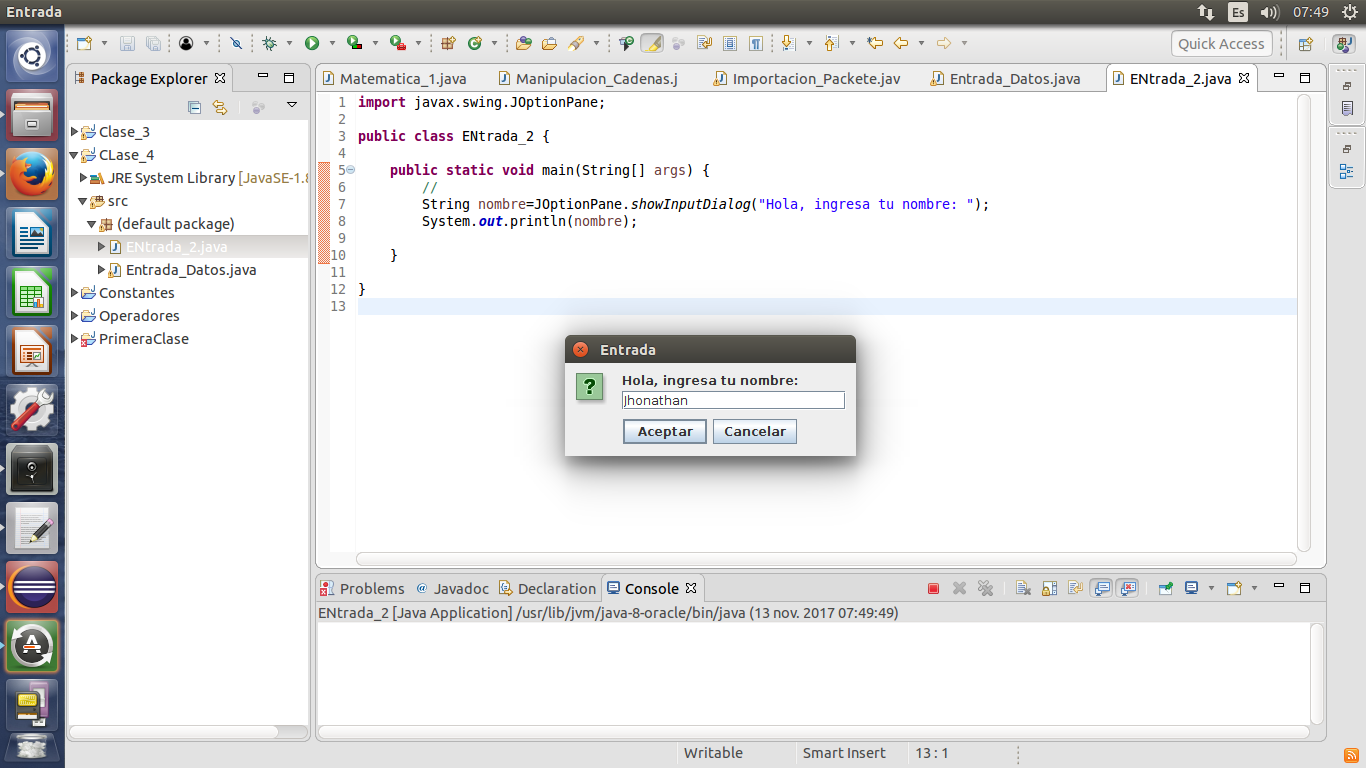 Entrada
Es
07:49
Quick Access
Package Explorer
Matematica_1.java
Manipulacion_Cadenas.j
Importacion_Packete.jav
Entrada_Datos.java
ENtrada_2.java
Clase_3
CLase_4
JRE System Library [JavaSE-1.8
src
(default package)
ENtrada_2.java
Entrada_Datos.java
Constantes
Operadores
PrimeraClase
1 import javax.swing.JOptionPane;
2
3 public class ENtrada_2 {
4
5 public static void main(String[] args) {
6 //
7 String nombre=JOptionPane.showInputDialog("Hola, ingresa tu nombre: ");
8 System.out.println(nombre);
9
10 }
11
12 }
13
Entrada
Hola, ingresa tu nombre:
Jhonathan
Aceptar
Cancelar
Problems
Javadoc
Declaration
Console
ENtrada_2 [Java Application] /usr/lib/jvm/java-8-oracle/bin/java (13 nov. 2017 07:49:49)
Writable
Smart Insert
13 : 1